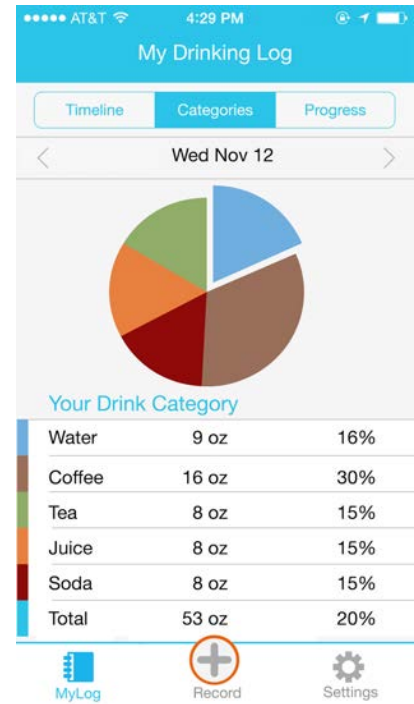 AT&T 4:29 PM
My Drinking Log
Timeline Categories Progress
Wed Nov 12
Your Drink Category
Water 9 oz 16%
Coffee 16 oz 30%
Tea 8 oz 15%
Juice 8 oz 15%
Soda 8 oz 15%
Total 53 oz 20%
MyLog Record Settings